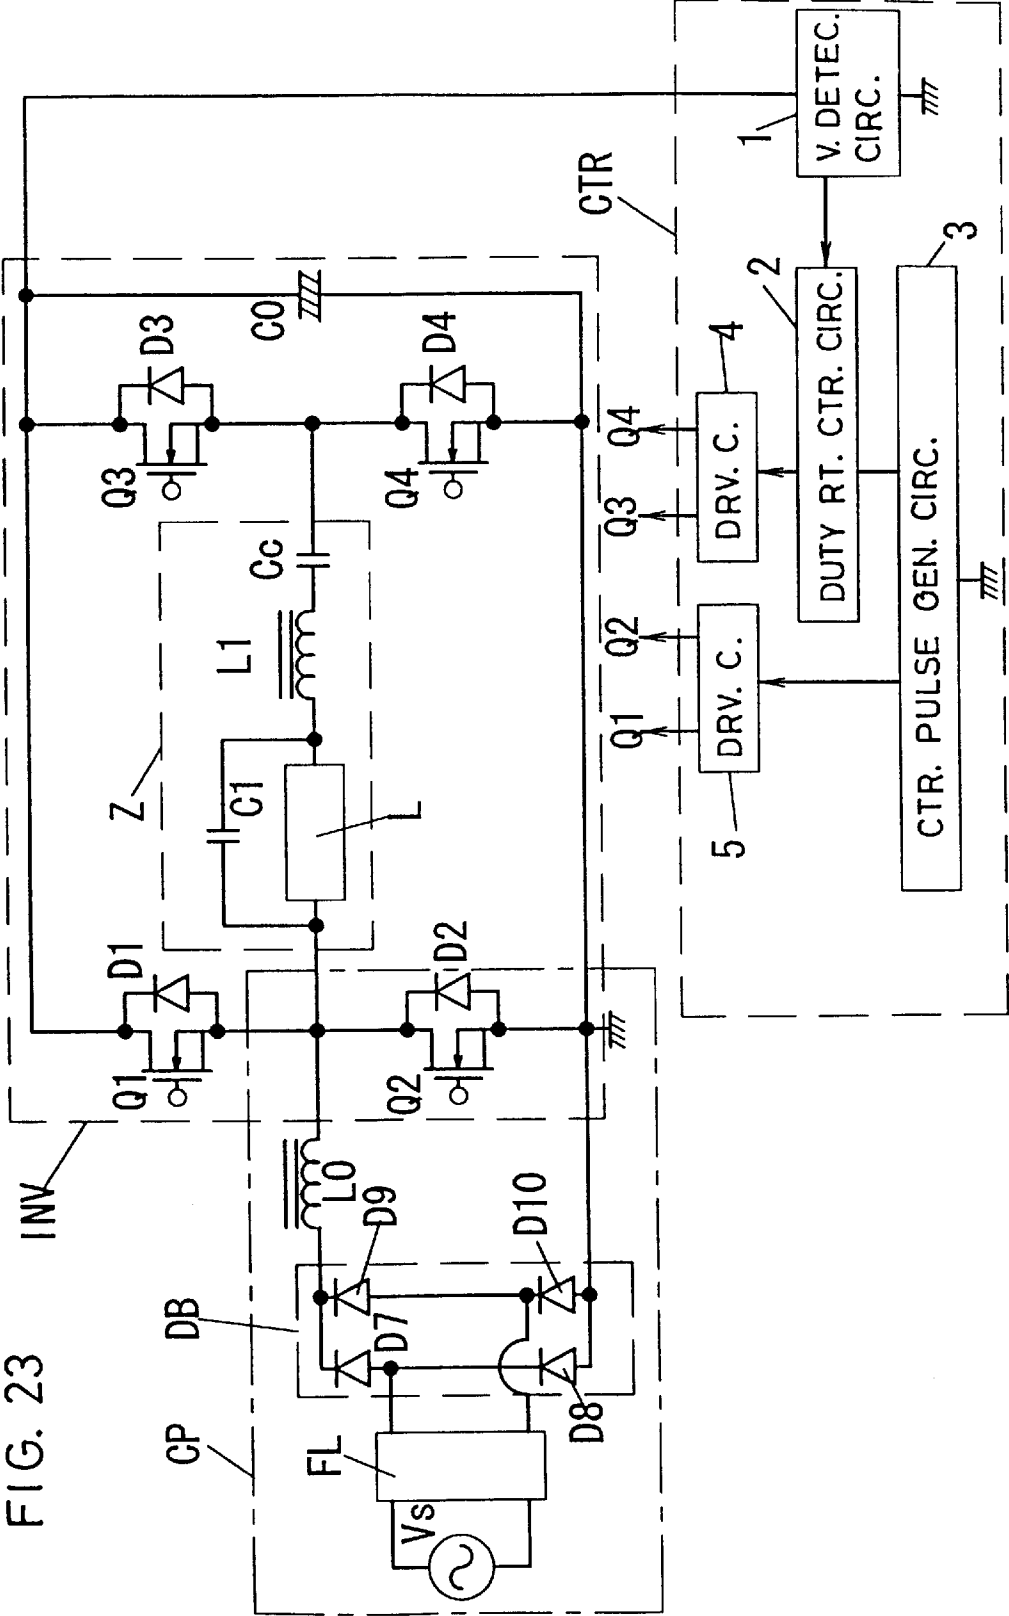 FIG. 23
INV
CP
DB
FL
Vs
D7
D8
D9
D10
L0
Q1
D1
Q2
D2
Z
C1
L
L1
Cc
Q3
D3
Q4
D4
C0
CTR
Q1
Q2
Q3
Q4
5
DRV. C.
DRV. C.
4
DUTY RT. CTR. CIRC.
2
1
V. DETEC.
CIRC.
CTR. PULSE GEN. CIRC.
3